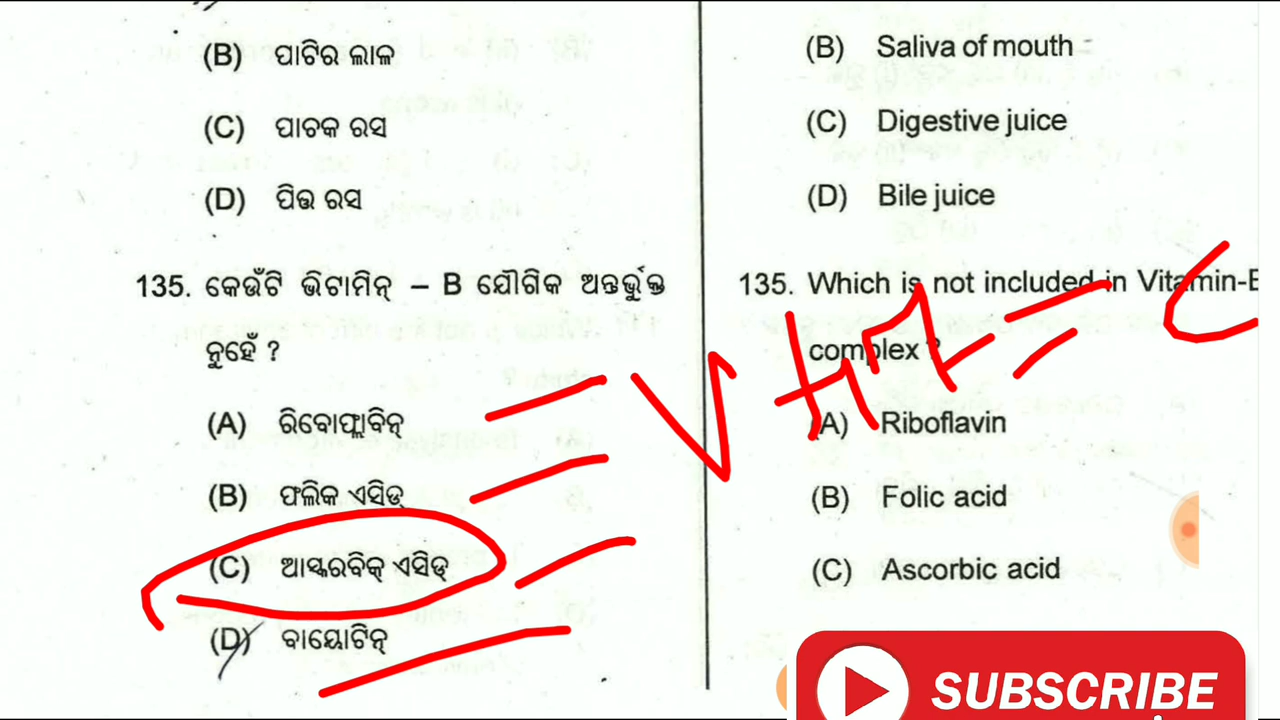 (B) ପାଟିର ଲାଳ
(C) ପାଚକ ରସ
(D) ପିତ୍ତ ରସ
135. କେଉଁଟି ଭିଟାମିନ୍ – B ଯୌଗିକ ଅନ୍ତର୍ଭୁକ୍ତ
ନୁହେଁ ?
(A) ରିବୋଫ୍ଲାବିନ୍
(B) ଫଲିକ ଏସିଡ୍
(C) ଆସ୍କରବିକ୍ ଏସିଡ୍
(D) ବାୟୋଟିନ୍
(B) Saliva of mouth
(C) Digestive juice
(D) Bile juice
135. Which is not included in Vitamin-B
complex ?
(A) Riboflavin
(B) Folic acid
(C) Ascorbic acid
SUBSCRIBE